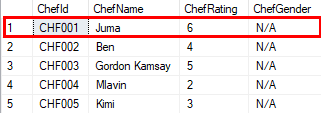 ChefId ChefName ChefRating ChefGender
1 CHF001 Juma 6 N/A
2 CHF002 Ben 4 N/A
3 CHF003 Gordon Kamsay 5 N/A
4 CHF004 Mlavin 2 N/A
5 CHF005 Kimi 3 N/A